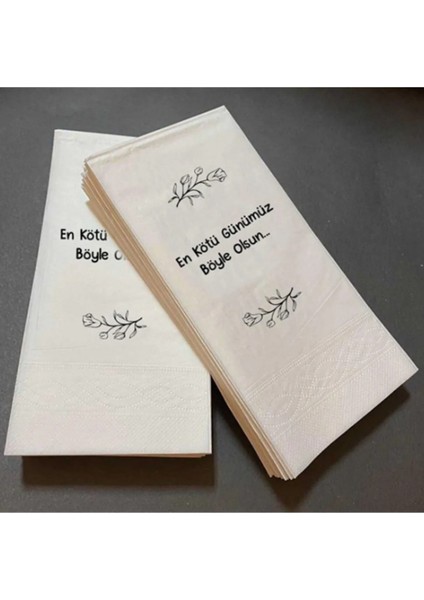 En Kötü
Böyle
En Kötü Günümüz
Böyle Olsun...